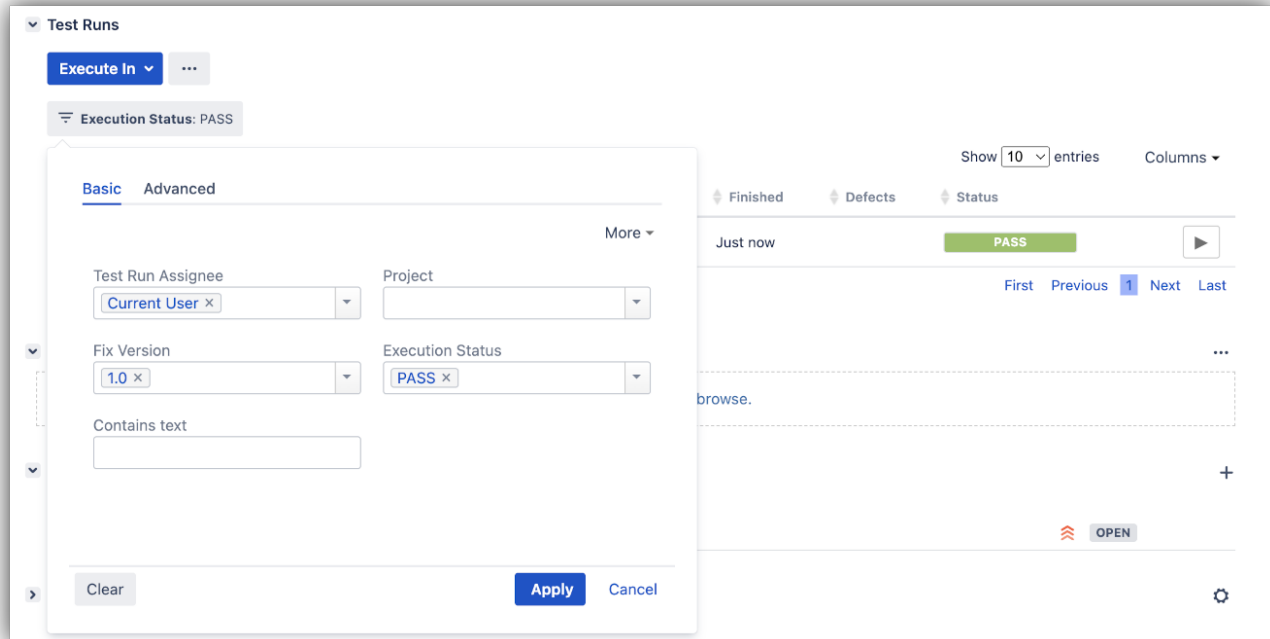 Test Runs
Execute In
...
Execution Status: PASS
Show 10 entries Columns
Basic Advanced
Finished Defects Status
More
Just now PASS
Test Run Assignee Project
Current User ×
First Previous 1 Next Last
Fix Version Execution Status
1.0 × PASS ×
browse.
Contains text
OPEN
Clear Apply Cancel